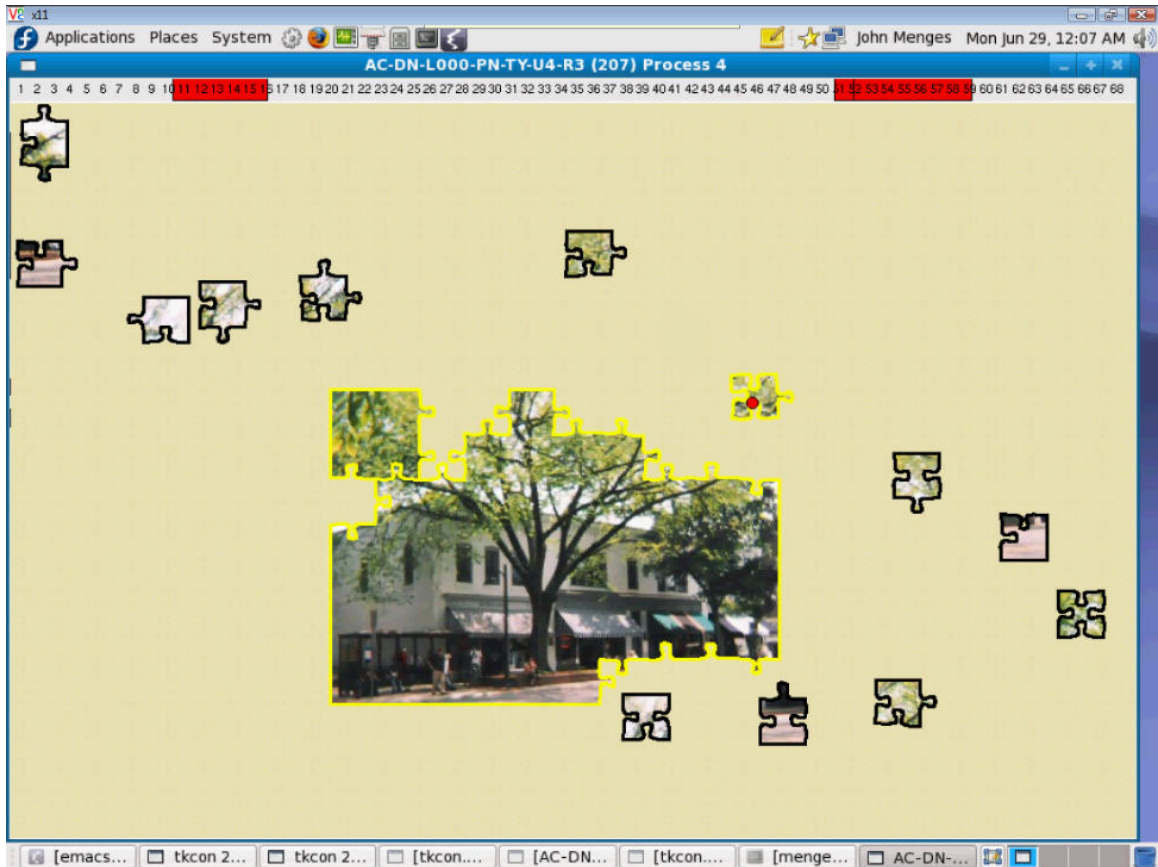 x11
Applications Places System John Menges Mon Jun 29, 12:07 AM
AC-DN-L000-PN-TY-U4-R3 (207) Process 4
1 2 3 4 5 6 7 8 9 10 11 12 13 14 15 16 17 18 19 20 21 22 23 24 25 26 27 28 29 30 31 32 33 34 35 36 37 38 39 40 41 42 43 44 45 46 47 48 49 50 51 52 53 54 55 56 57 58 59 60 61 62 63 64 65 66 67 68
[emacs... tkcon 2... tkcon 2... [tkcon.... [AC-DN... [tkcon.... [menge... AC-DN-...